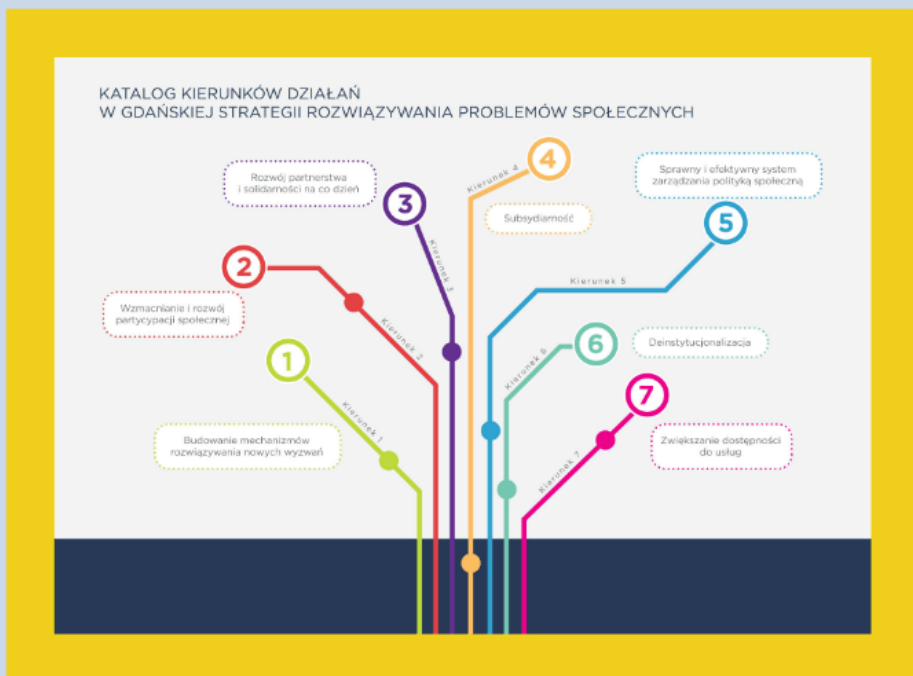 KATALOG KIERUNKÓW DZIAŁAŃ
W GDAŃSKIEJ STRATEGII ROZWIĄZYWANIA PROBLEMÓW SPOŁECZNYCH
1
Kierunek 1
Budowanie mechanizmów
rozwiązywania nowych wyzwań
2
Kierunek 2
Wzmacnianie i rozwój
partycypacji społecznej
3
Kierunek 3
Rozwój partnerstwa
i solidarności na co dzień
4
Kierunek 4
Subsydiarność
5
Kierunek 5
Sprawny i efektywny system
zarządzania polityką społeczną
6
Kierunek 6
Deinstytucjonalizacja
7
Kierunek 7
Zwiększanie dostępności
do usług